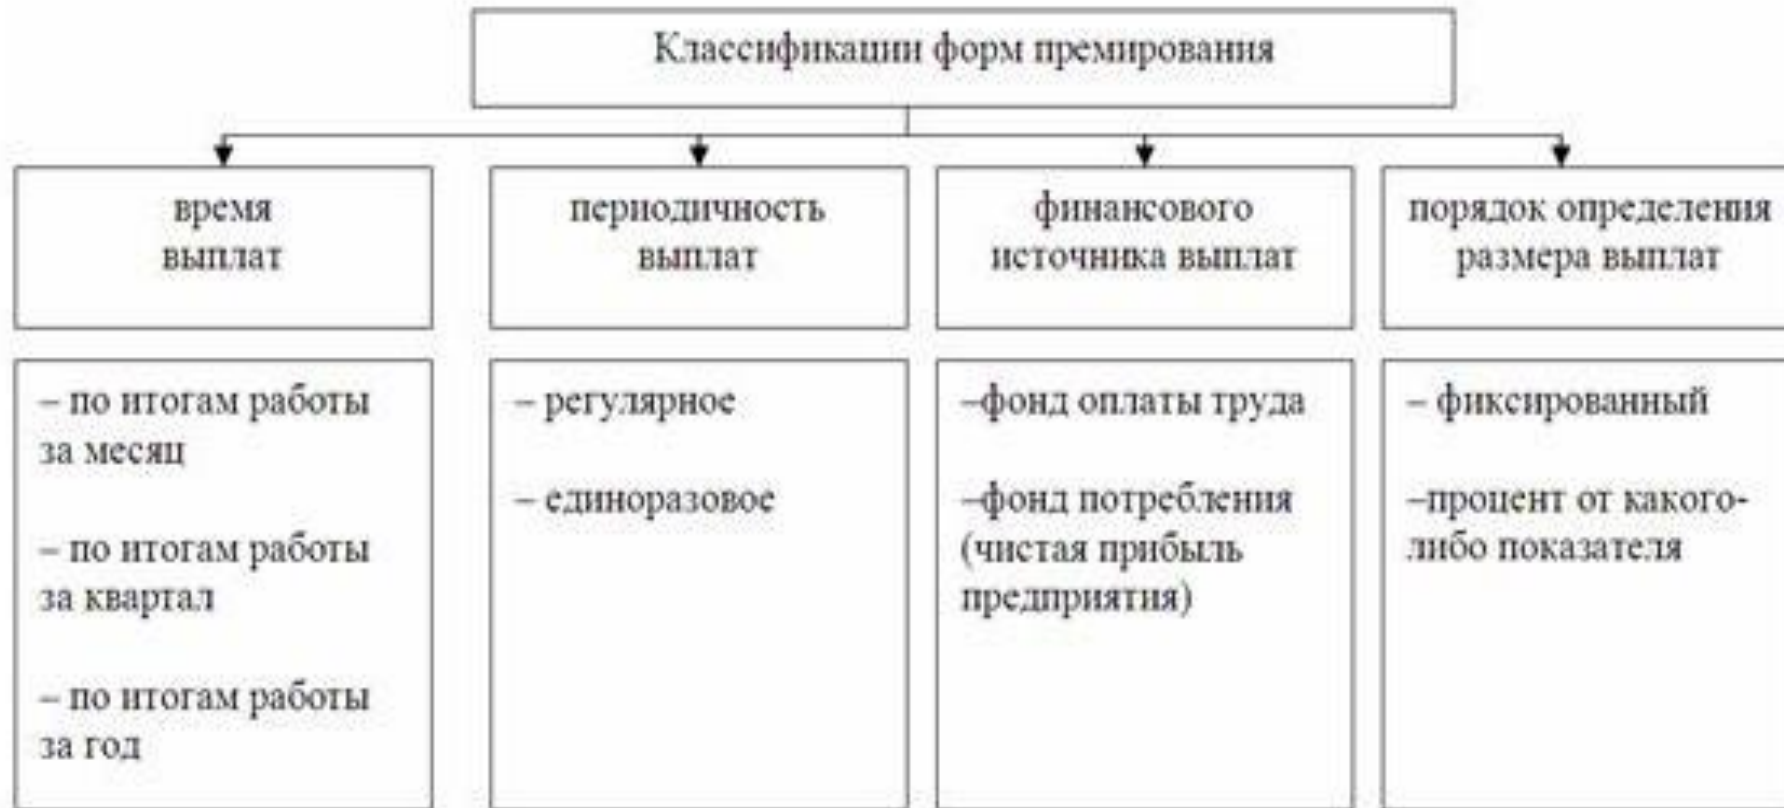 Классификации форм премирования
время
выплат
периодичность
выплат
финансового
источника выплат
порядок определения
размера выплат
– по итогам работы
за месяц
– по итогам работы
за квартал
– по итогам работы
за год
– регулярное
– единоразовое
–фонд оплаты труда
–фонд потребления
(чистая прибыль
предприятия)
– фиксированный
–процент от какого-
либо показателя